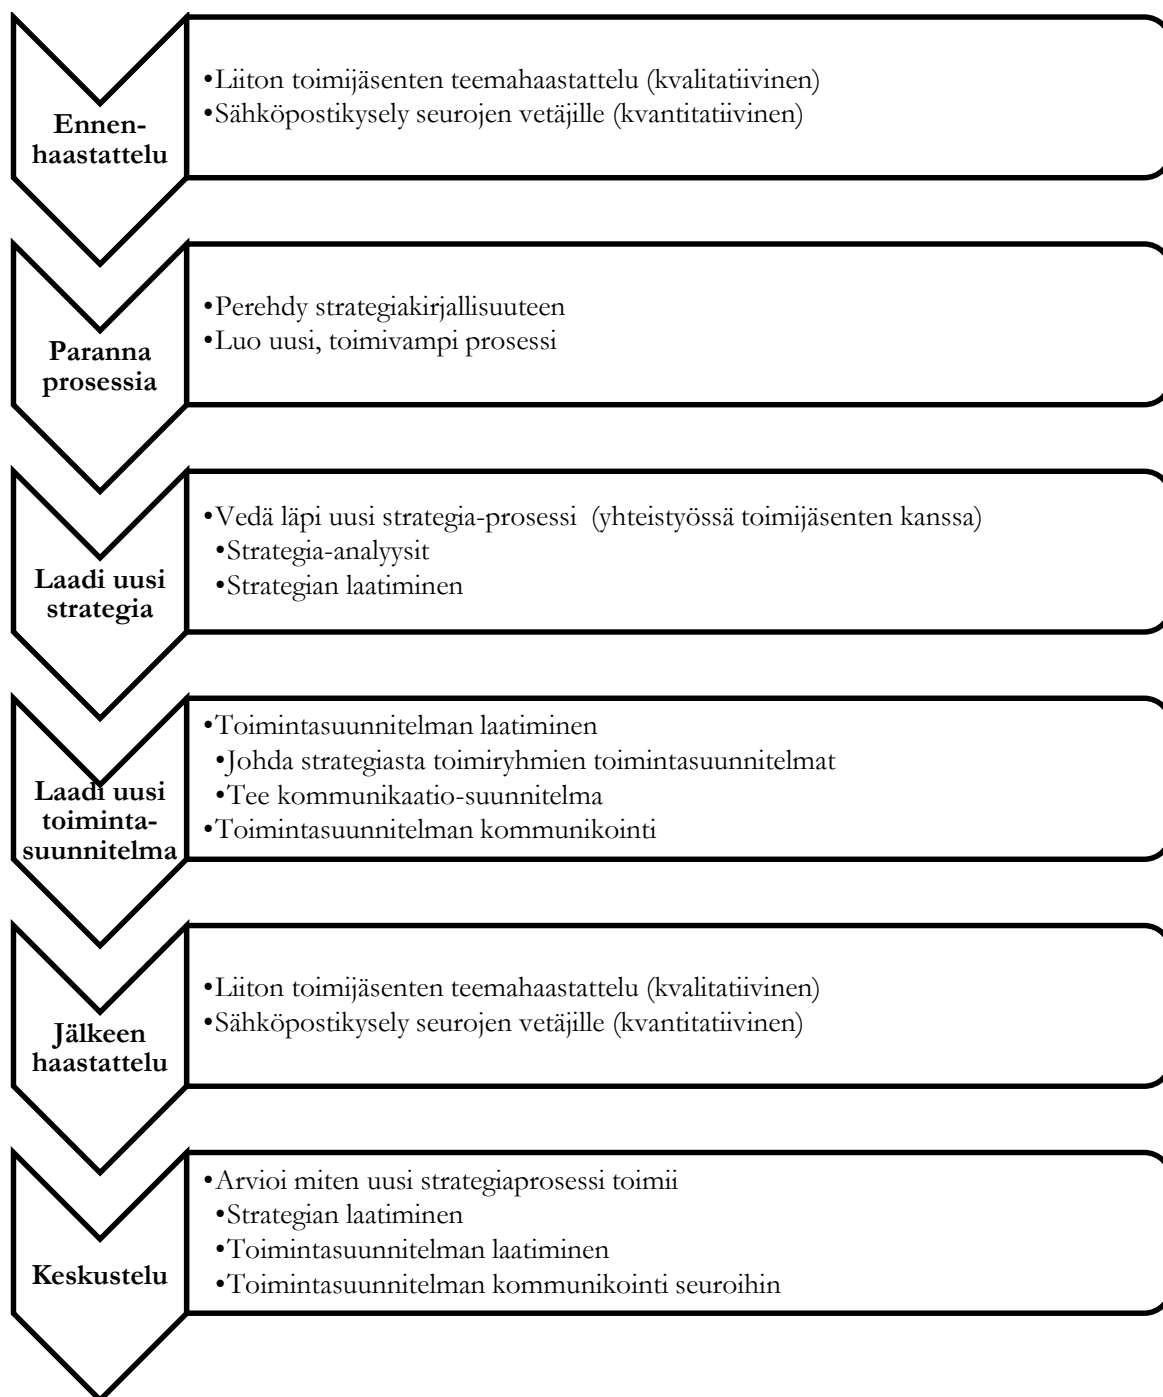 Ennen-
haastattelu
•Liiton toimijäsenten teemahaastattelu (kvalitatiivinen)
•Sähköpostikysely seurojen vetäjille (kvantitatiivinen)
Paranna
prosessia
•Perehdy strategiakirjallisuuteen
•Luo uusi, toimivampi prosessi
Laadi uusi
strategia
•Vedä läpi uusi strategia-prosessi  (yhteistyössä toimijäsenten kanssa)
•Strategia-analyysit
•Strategian laatiminen
Laadi uusi
toiminta-
suunnitelma
•Toimintasuunnitelman laatiminen
•Johda strategiasta toimiryhmien toimintasuunnitelmat
•Tee kommunikaatio-suunnitelma
•Toimintasuunnitelman kommunikointi
Jälkeen
haastattelu
•Liiton toimijäsenten teemahaastattelu (kvalitatiivinen)
•Sähköpostikysely seurojen vetäjille (kvantitatiivinen)
Keskustelu
•Arvioi miten uusi strategiaprosessi toimii
•Strategian laatiminen
•Toimintasuunnitelman laatiminen
•Toimintasuunnitelman kommunikointi seuroihin